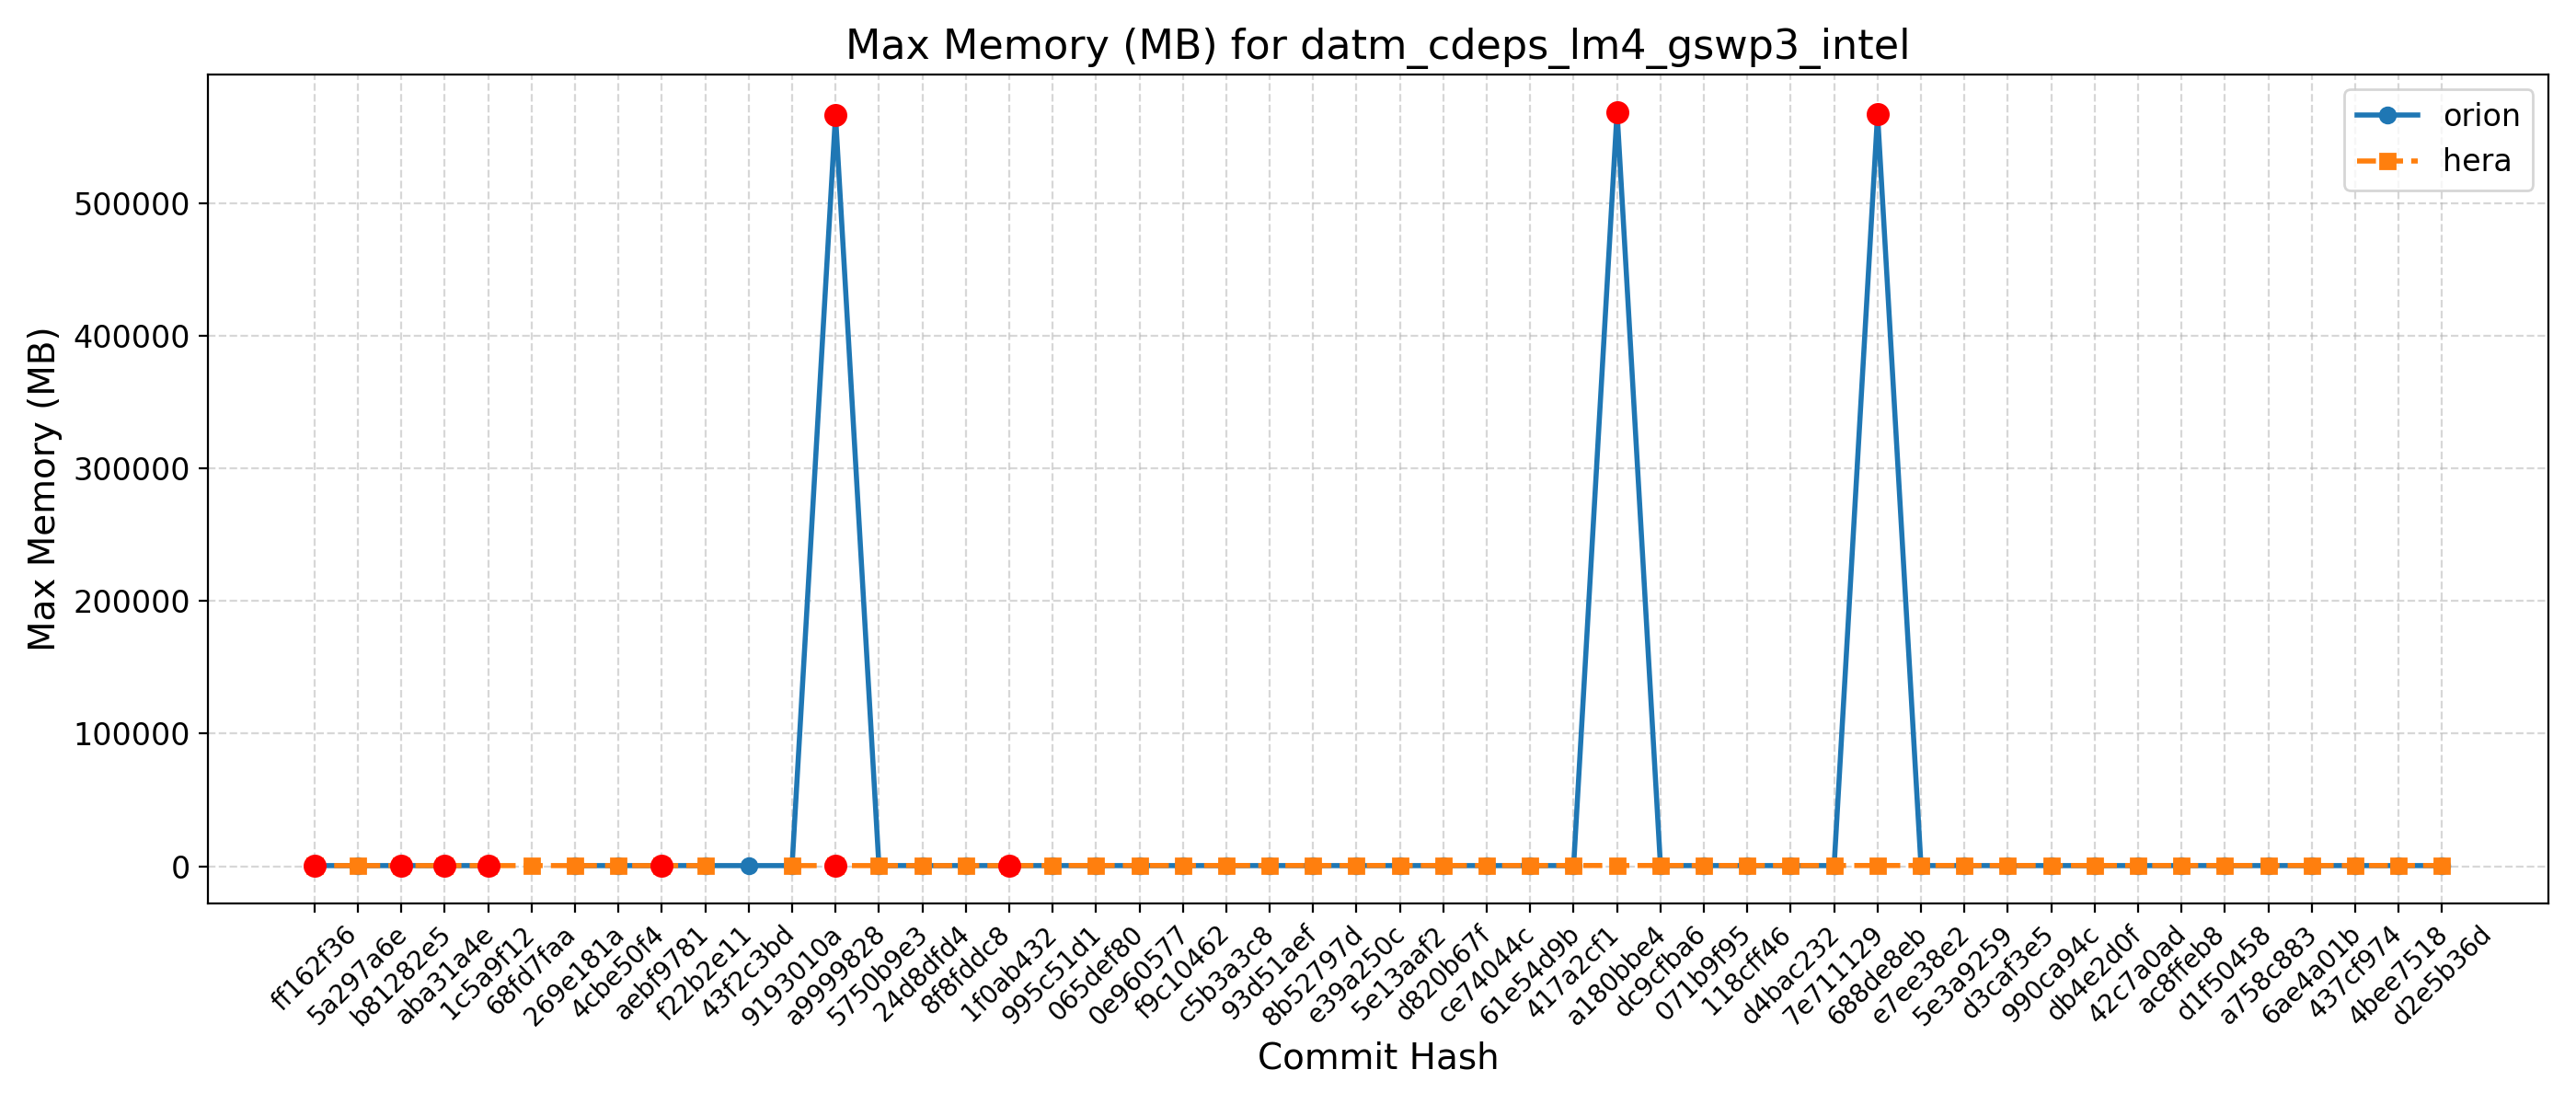 Max Memory (MB) for datm_cdeps_lm4_gswp3_intel
orion
hera
Max Memory (MB)
500000
400000
300000
200000
100000
0
ff162f36
5a297a6e
b81282e5
aba31a4e
1c5a9f12
68fd7faa
269e181a
4cbe50f4
aebf9781
f22b2e11
43f2c3bd
9193010a
a9999828
5750b9e3
24d8dfd4
8f8fddc8
1f0ab432
995c51d1
065def80
0e960577
f9c10462
c5b3a3c8
93d51aef
8b52797d
e39a250c
5e13aaf2
d820b67f
ce74044c
61e54d9b
417a2cf1
a180bbe4
dc9cfba6
071b9f95
118cff46
d4bac232
7e711129
688de8eb
e7ee38e2
5e3a9259
d3caf3e5
990ca94c
db4e2d0f
42c7a0ad
ac8ffeb8
d1f50458
a758c883
6ae4a01b
437cf974
4bee7518
d2e5b36d
Commit Hash